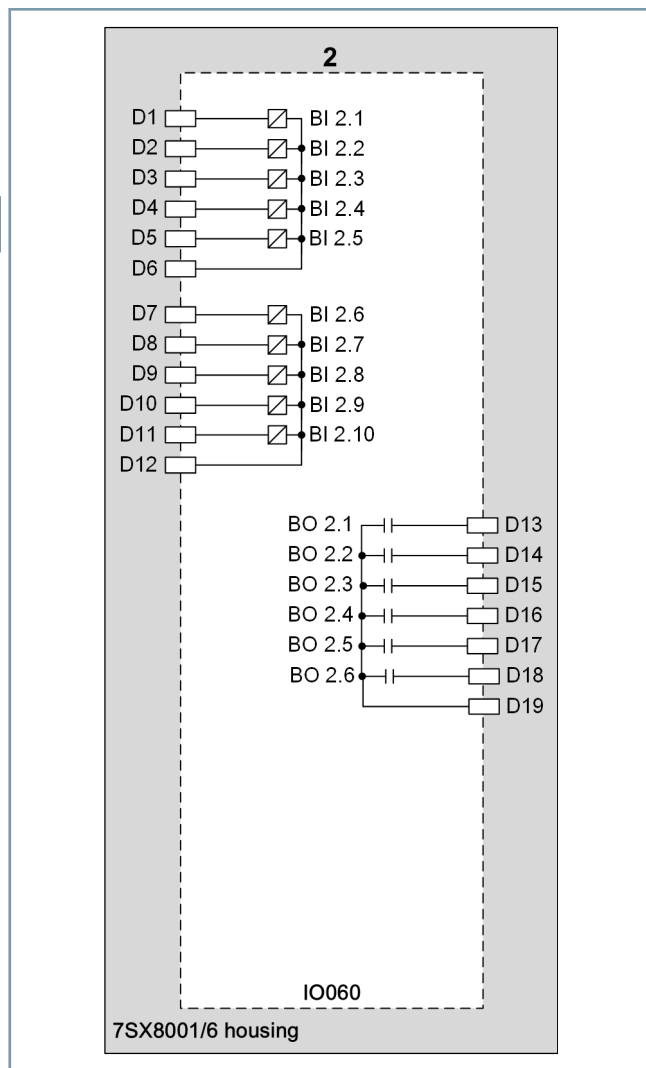 2
D1 BI 2.1
D2 BI 2.2
D3 BI 2.3
D4 BI 2.4
D5 BI 2.5
D6
D7 BI 2.6
D8 BI 2.7
D9 BI 2.8
D10 BI 2.9
D11 BI 2.10
D12
BO 2.1 D13
BO 2.2 D14
BO 2.3 D15
BO 2.4 D16
BO 2.5 D17
BO 2.6 D18
D19
IO060
7SX8001/6 housing